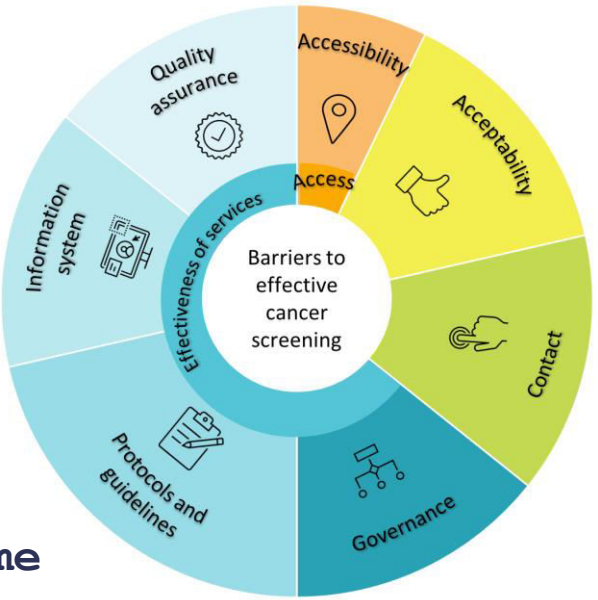 Quality
assurance
Accessibility
Acceptability
Access
Information
system
Effectiveness of services
Barriers to
effective
cancer
screening
Contact
Protocols and
guidelines
Governance
me